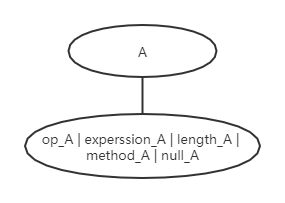 A
op_A | experssion_A | length_A |
method_A | null_A